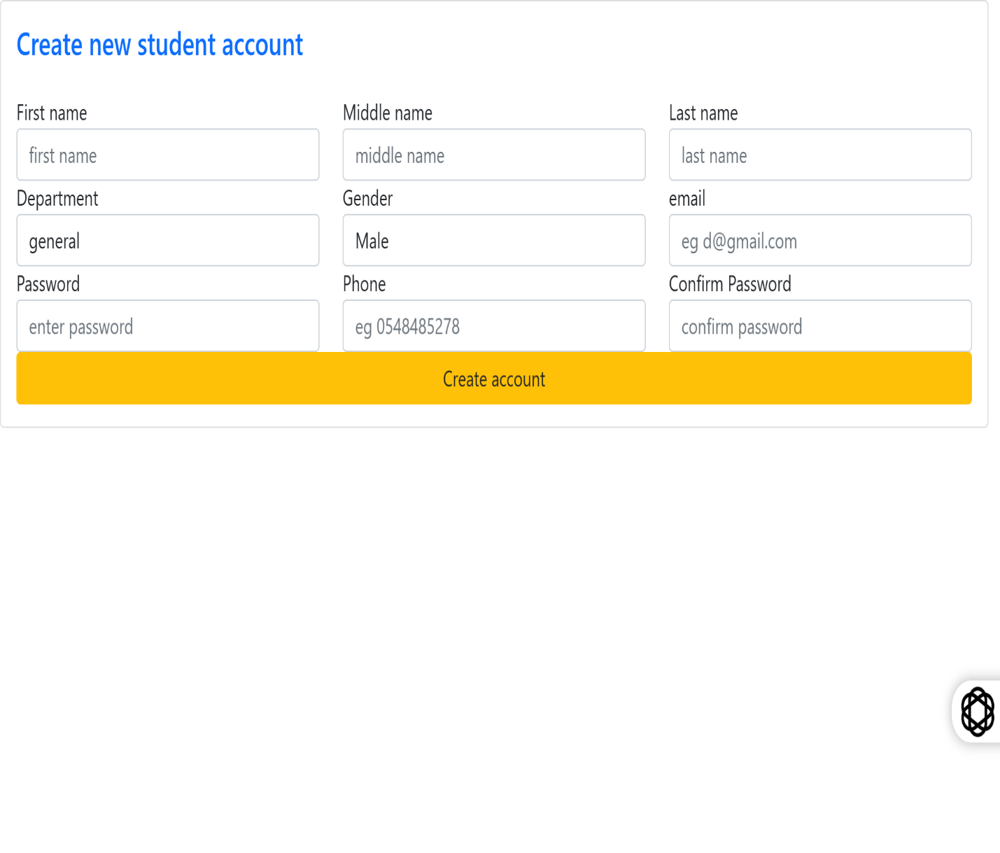 Create new student account
First name Middle name Last name
first name middle name last name
Department Gender email
general Male eg d@gmail.com
Password Phone Confirm Password
enter password eg 0548485278 confirm password
Create account